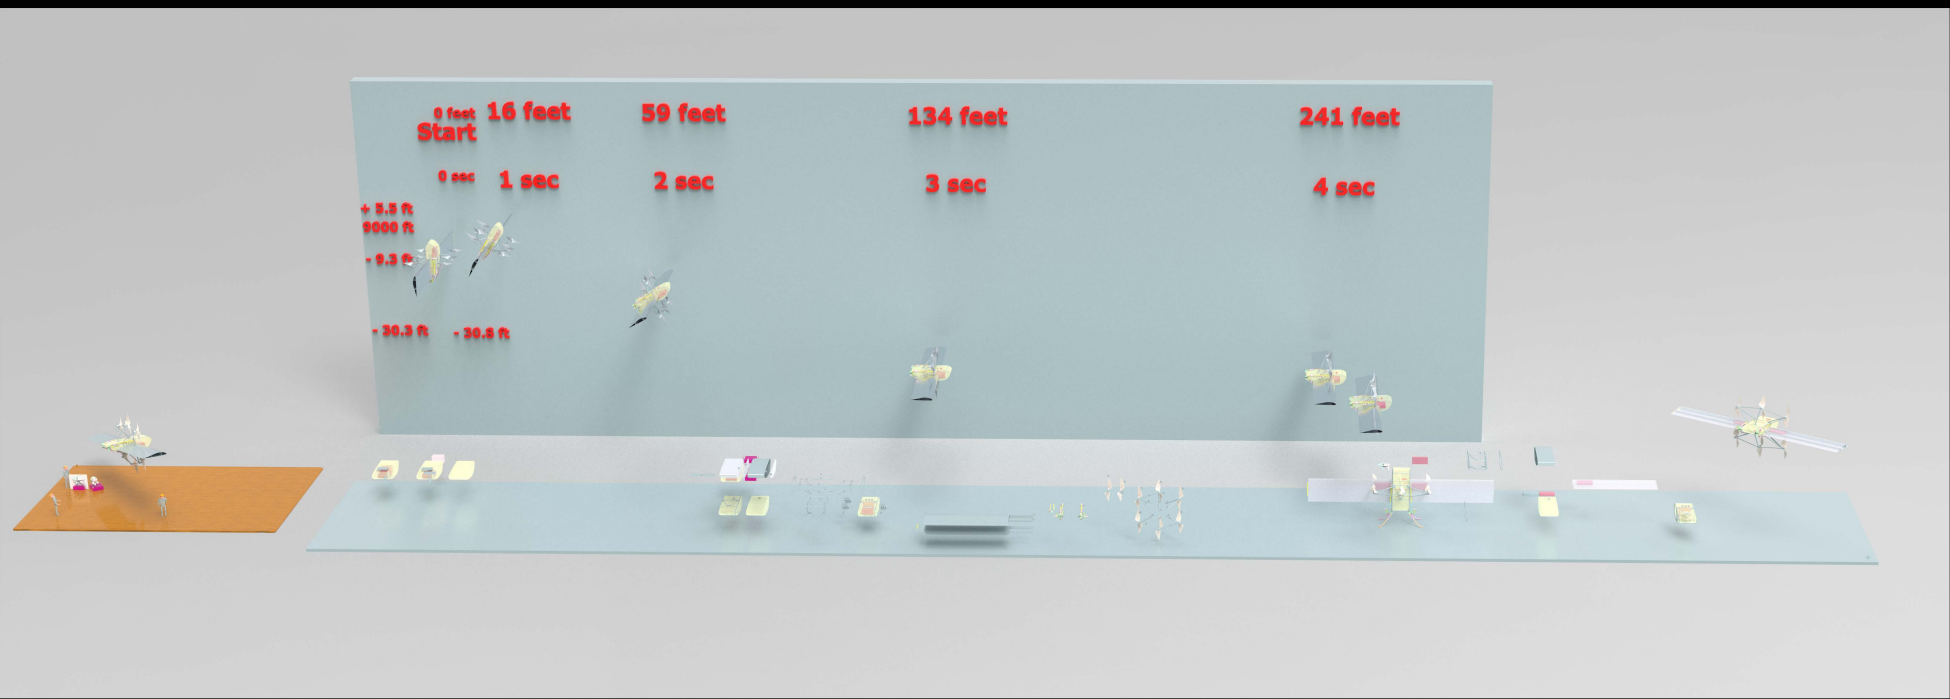 0 feet
Start
16 feet
59 feet
134 feet
241 feet
0 sec
1 sec
2 sec
3 sec
4 sec
+ 5.5 ft
9000 ft
- 9.3 ft
- 30.3 ft
- 30.8 ft